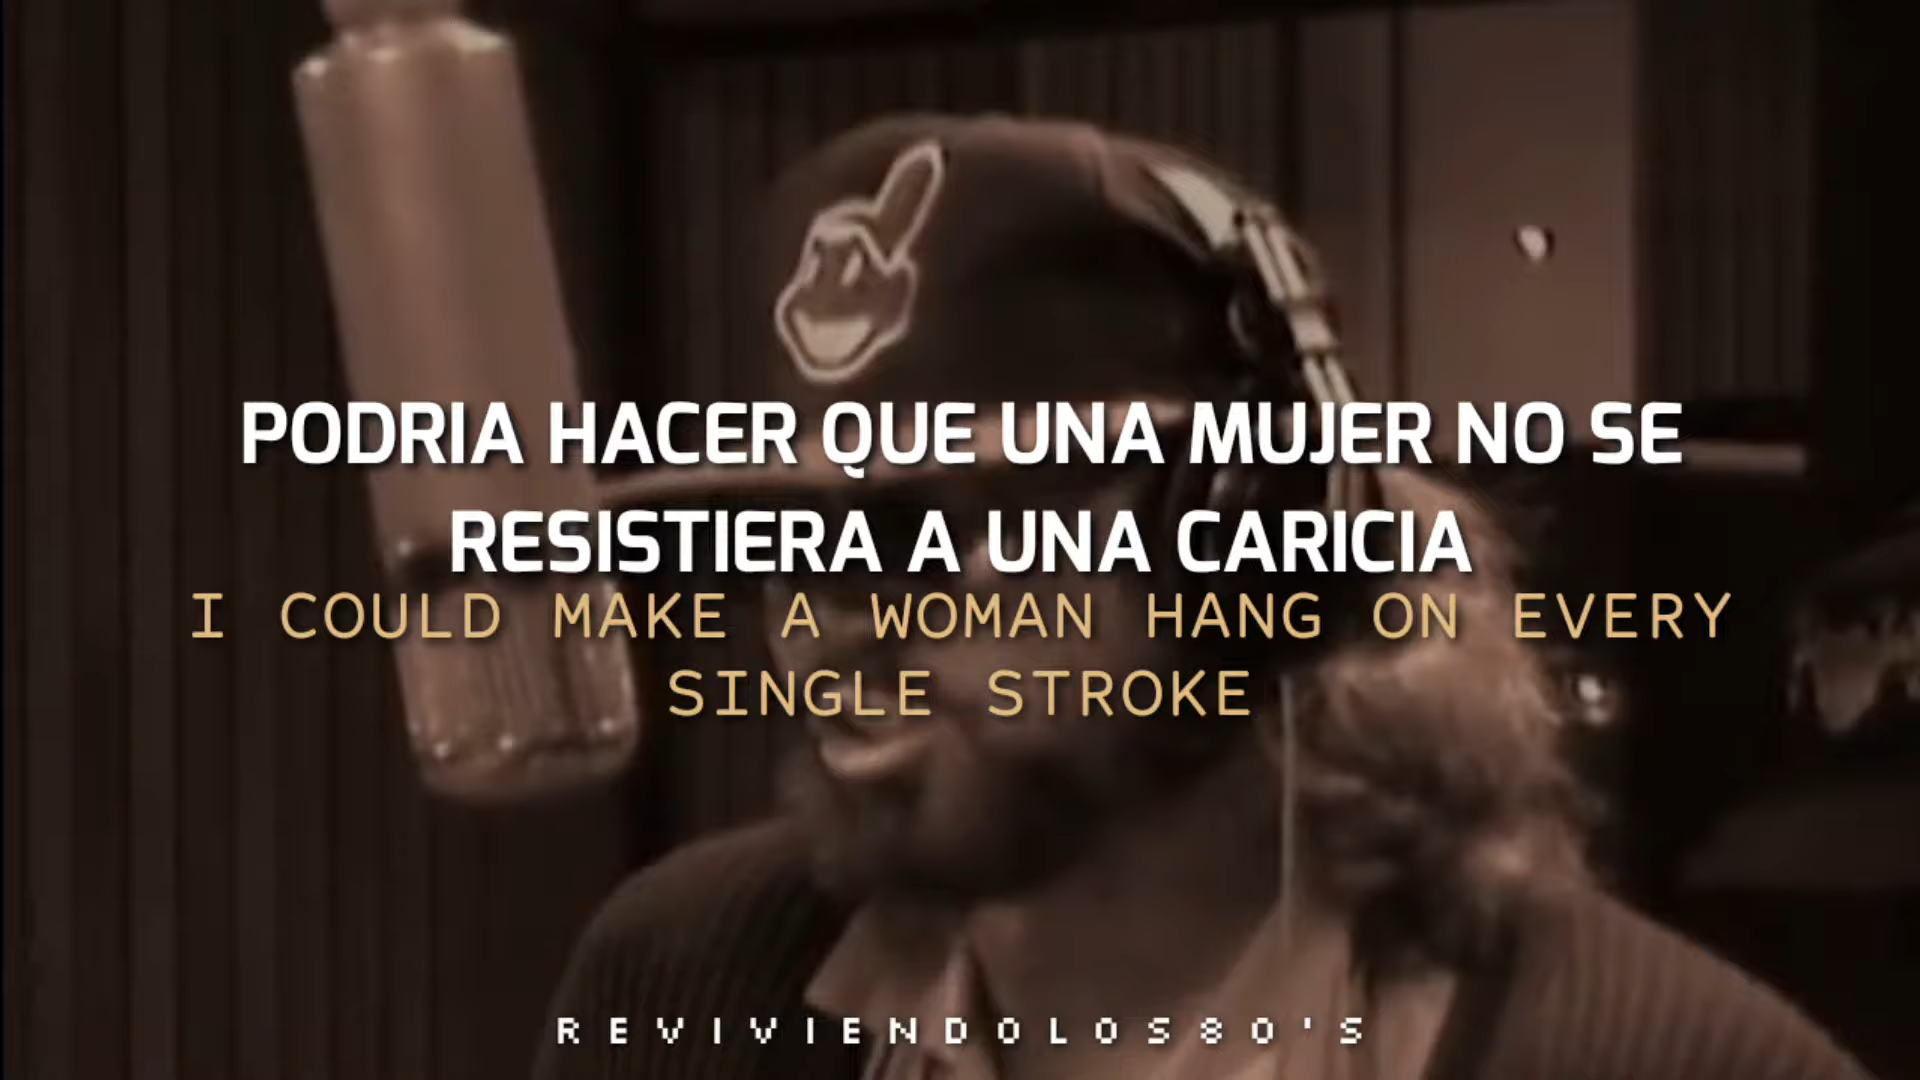 PODRIA HACER QUE UNA MUJER NO SE
RESISTIERA A UNA CARICIA
I COULD MAKE A WOMAN HANG ON EVERY
SINGLE STROKE
REVIVIENDOLOS80'S